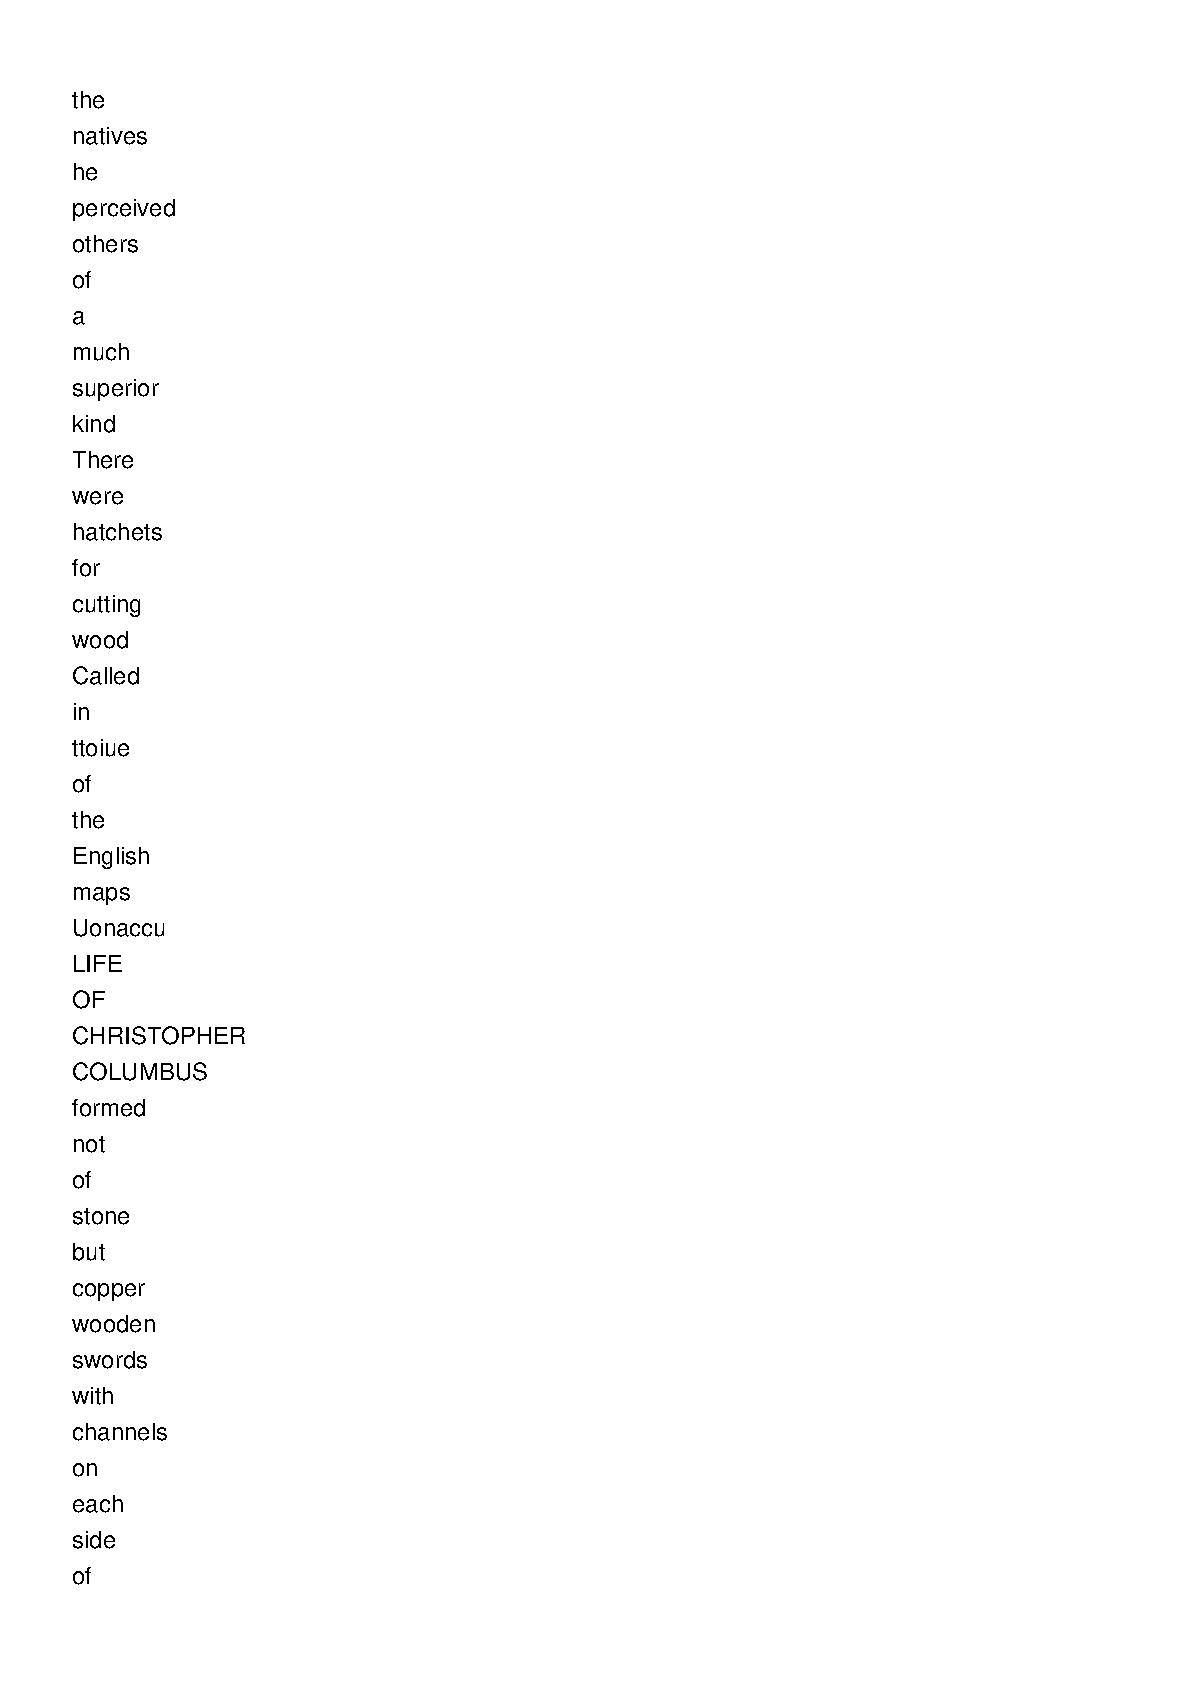 the
natives
he
perceived
others
of
a
much
superior
kind
There
were
hatchets
for
cutting
wood
Called
in
ttoiue
of
the
English
maps
Uonaccu
LIFE
OF
CHRISTOPHER
COLUMBUS
formed
not
of
stone
but
copper
wooden
swords
with
channels
on
each
side
of